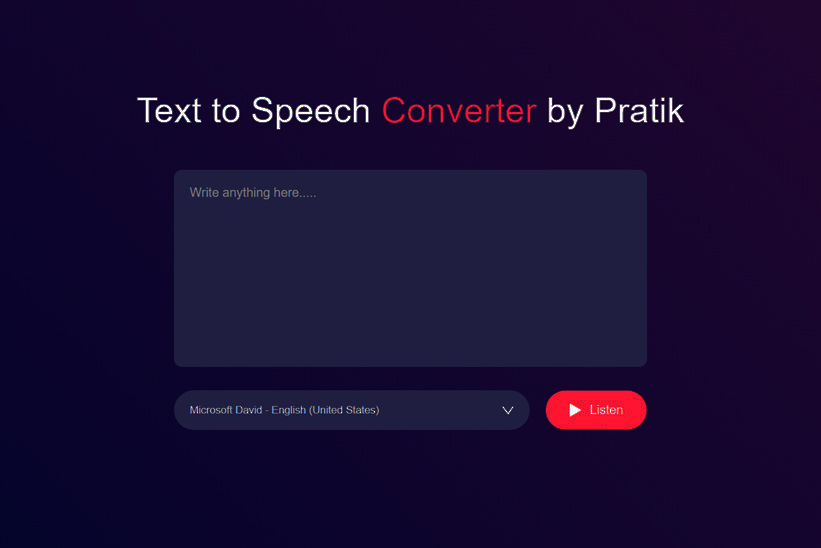 Text to Speech Converter by Pratik
Write anything here.....
Microsoft David - English (United States)
Listen